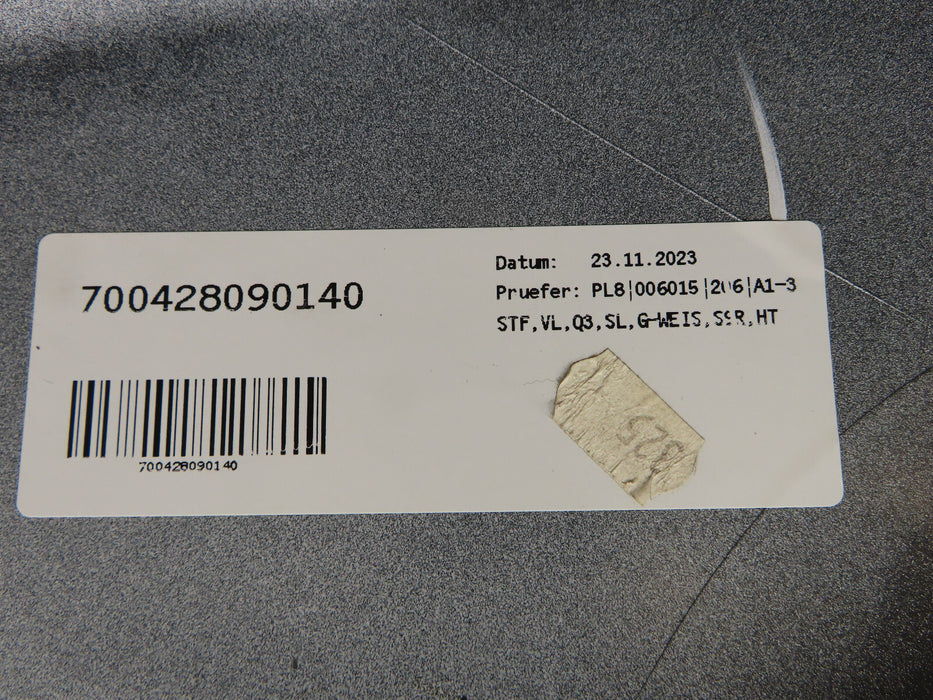 700428090140
Datum: 23.11.2023
Pruefer: PL8|006015|206|A1-3
STF,VL,Q3,SL,G-WEIS,SSR,HT
700428090140